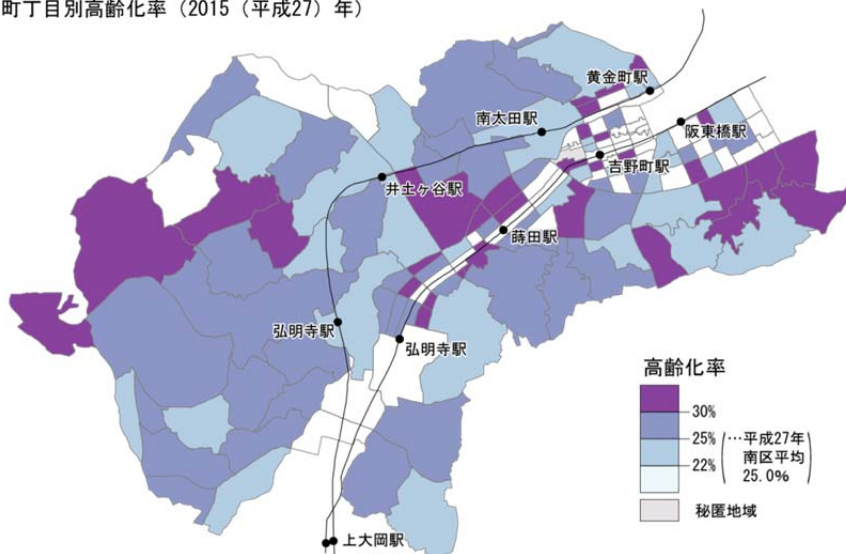 町丁目別高齢化率（2015（平成27）年）
黄金町駅
南太田駅
阪東橋駅
吉野町駅
井土ヶ谷駅
蒔田駅
弘明寺駅
弘明寺駅
上大岡駅
高齢化率
30%
25%
22%
（…平成27年
南区平均
25.0%）
秘匿地域